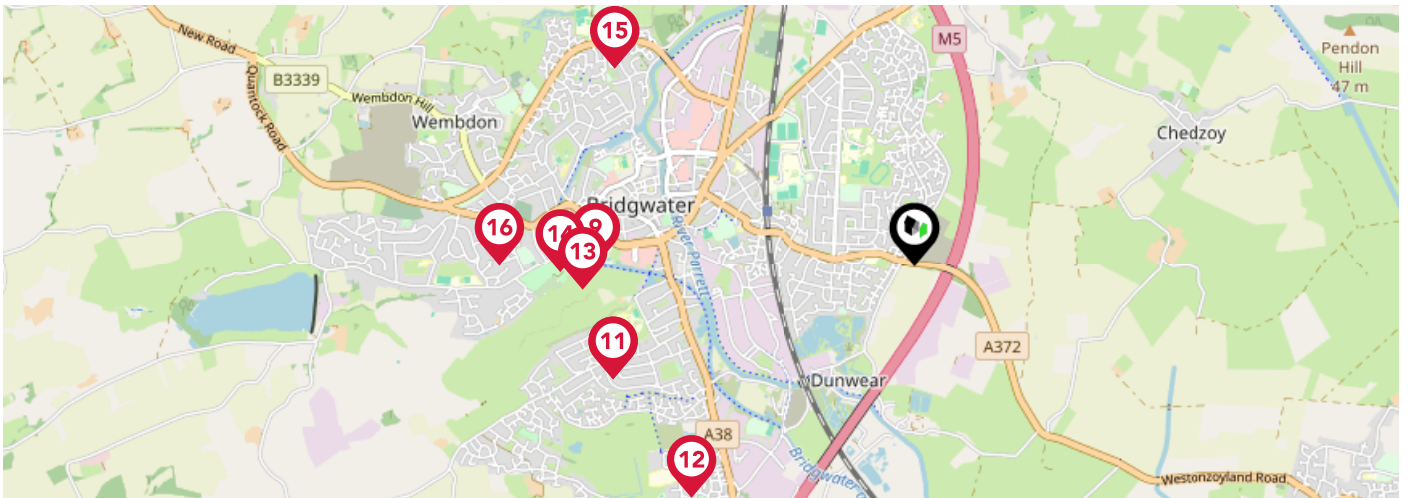 15
New Road
M5
Pendon
Hill
47 m
B3339
Quantock Road
Wembdon Hill
Wembdon
Chedzoy
Bridgwater
16
14
9
13
River Parrett
11
A372
Dunwear
A38
12
Bridgwater
Westonzoyland Road